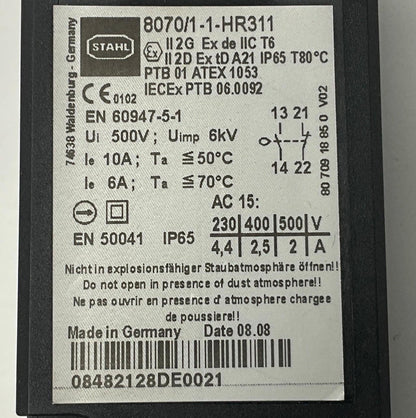 STAHL
8070/1-1-HR311
Ex II 2G Ex de IIC T6
II 2D Ex tD A21 IP65 T80°C
PTB 01 ATEX 1053
IECEx PTB 06.0092
CE 0102
74638 Waldenburg - Germany
EN 60947-5-1
Ui 500V; Uimp 6kV
Ie 10A; Ta ≦50°C
Ie 6A; Ta ≦70°C
13 21
14 22
80 709 18 85 0 V02
AC 15:
230 400 500 V
4,4 2,5 2 A
EN 50041 IP65
Nicht in explosionsfähiger Staubatmosphäre öffnen!!
Do not open in presence of dust atmosphere!!
Ne pas ouvrir en presence atmosphere chargee
de poussiere!!
Made in Germany Date 08.08
08482128DE0021